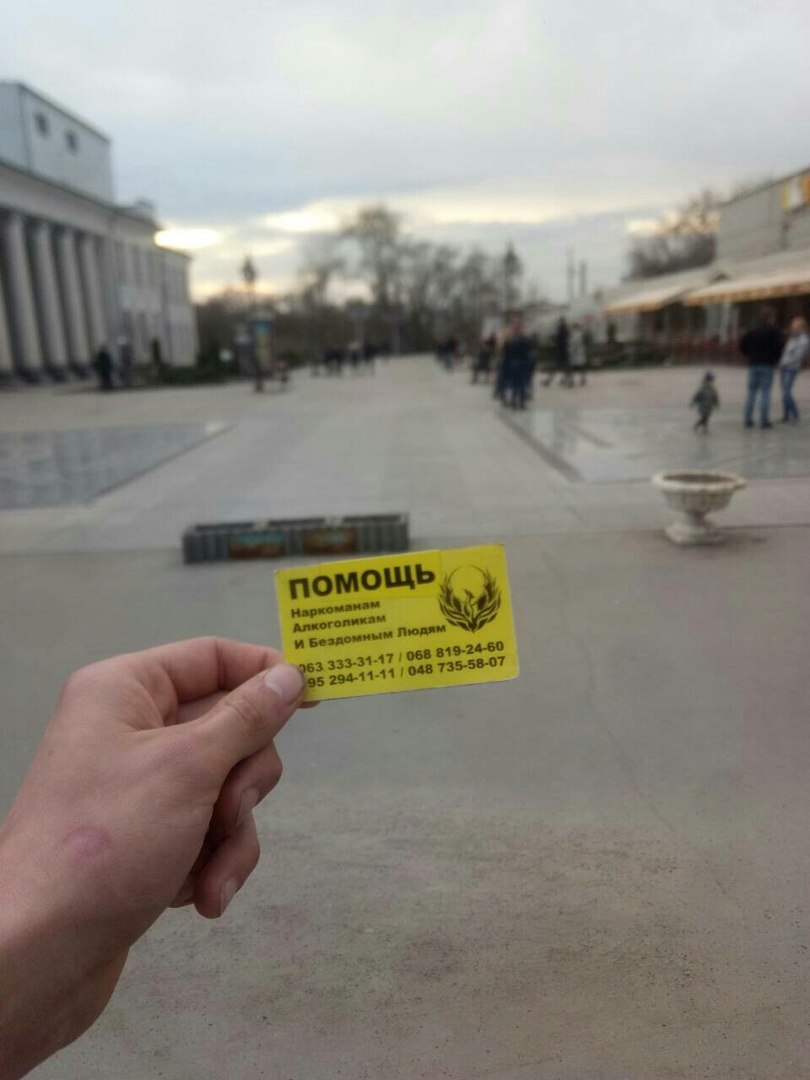 ПОМОЩЬ
Наркоманам
Алкоголикам
И Бездомным Людям
063 333-31-17 / 068 819-24-60
95 294-11-11 / 048 735-58-07